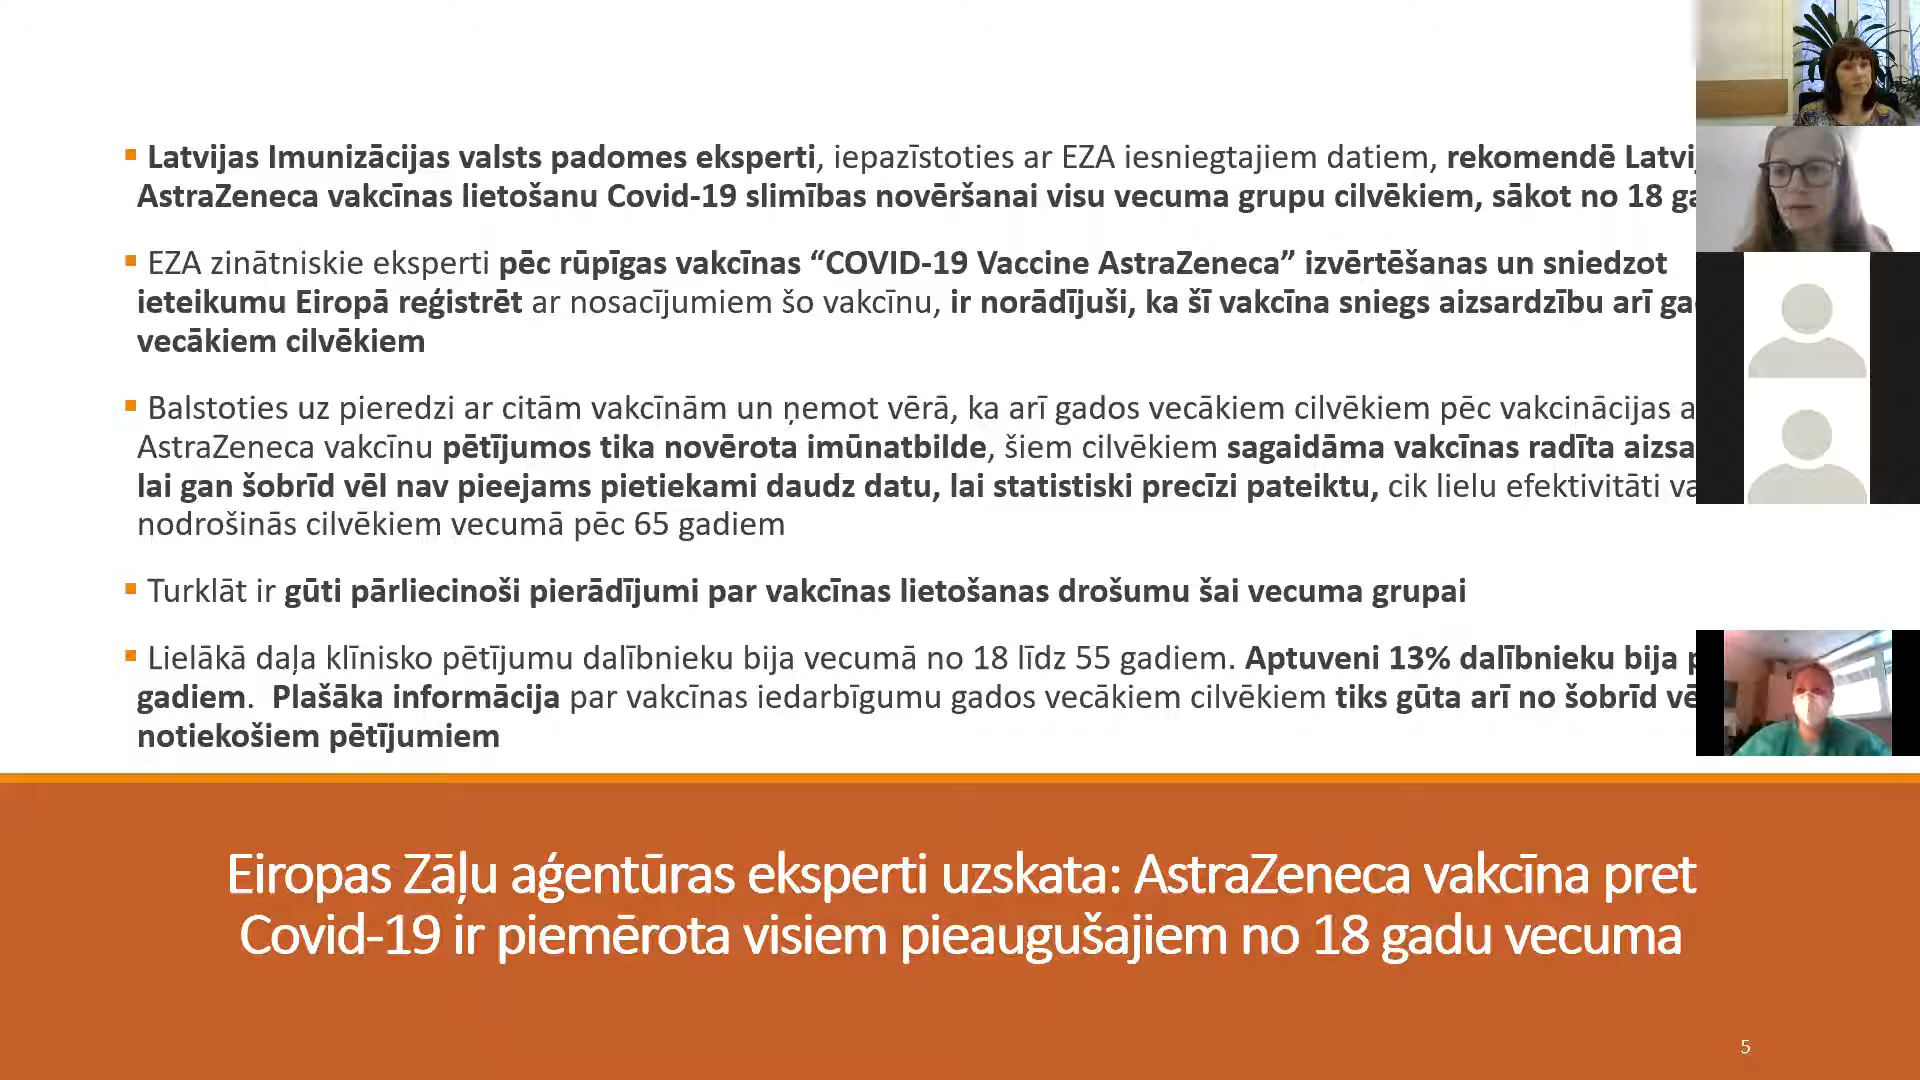 Latvijas Imunizācijas valsts padomes eksperti, iepazīstoties ar EZA iesniegtajiem datiem, rekomendē
AstraZeneca vakcīnas lietošanu Covid-19 slimības novēršanai visu vecuma grupu cilvēkiem, sākot no 18
EZA zinātniskie eksperti pēc rūpīgas vakcīnas “COVID-19 Vaccine AstraZeneca” izvērtēšanas un sniedzot
ieteikumu Eiropā reģistrēt ar nosacījumiem šo vakcīnu, ir norādījuši, ka šī vakcīna sniegs aizsardzību arī
vecākiem cilvēkiem
Balstoties uz pieredzi ar citām vakcīnām un ņemot vērā, ka arī gados vecākiem cilvēkiem pēc vakcinācijas
AstraZeneca vakcīnu pētījumos tika novērota imūnatbilde, šiem cilvēkiem sagaidāma vakcīnas radīta
lai gan šobrīd vēl nav pieejams pietiekami daudz datu, lai statistiski precīzi pateiktu, cik lielu efektivitāti
nodrošinās cilvēkiem vecumā pēc 65 gadiem
Turklāt ir gūti pārliecinoši pierādījumi par vakcīnas lietošanas drošumu šai vecuma grupai
Lielākā daļa klīnisko pētījumu dalībnieku bija vecumā no 18 līdz 55 gadiem. Aptuveni 13% dalībnieku bija
gadiem. Plašāka informācija par vakcīnas iedarbīgumu gados vecākiem cilvēkiem tiks gūta arī no šobrīd
notiekošiem pētījumiem
Eiropas Zāļu aģentūras eksperti uzskata: AstraZeneca vakcīna pret
Covid-19 ir piemērota visiem pieaugušajiem no 18 gadu vecuma
5